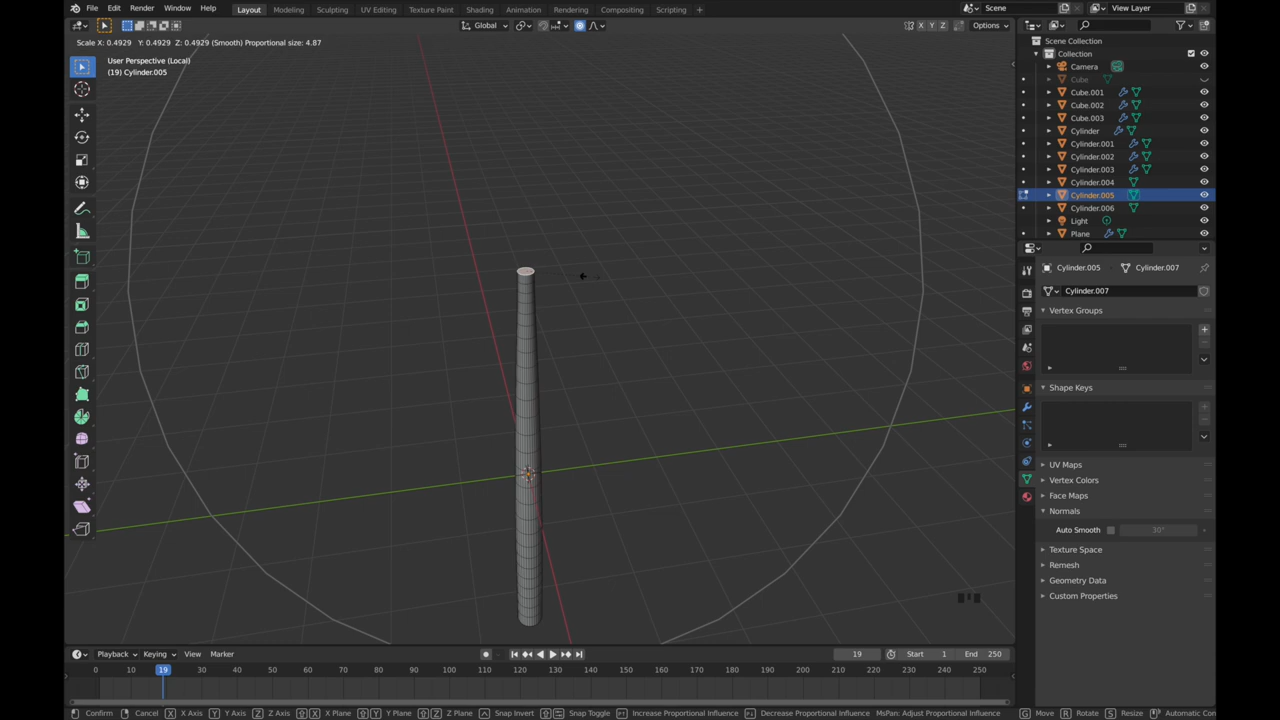 File Edit Render Window Help Layout Modeling Sculpting UV Editing Texture Paint Shading Animation Rendering Compositing Scripting + Scene View Layer
Global Options
X Y Z
Scale X: 0.4929 Y: 0.4929 Z: 0.4929 (Smooth) Proportional size: 4.87
User Perspective (Local)
(19) Cylinder.005
Scene Collection
Collection
Camera
Cube
Cube.001
Cube.002
Cube.003
Cylinder
Cylinder.001
Cylinder.002
Cylinder.003
Cylinder.004
Cylinder.005
Cylinder.006
Light
Plane
Cylinder.005 Cylinder.007
Cylinder.007
Vertex Groups
Shape Keys
UV Maps
Vertex Colors
Face Maps
Normals
Auto Smooth 30°
Texture Space
Remesh
Geometry Data
Custom Properties
Playback Keying View Marker 19 Start 1 End 250
0 10 19 20 30 40 50 60 70 80 90 100 110 120 130 140 150 160 170 180 190 200 210 220 230 240 250
Confirm Cancel X X Axis Y Y Axis Z Z Axis X X Plane Y Y Plane Z Z Plane Snap Invert Snap Toggle Increase Proportional Influence Decrease Proportional Influence MsPan: Adjust Proportional Influence G Move R Rotate S Resize Automatic Con